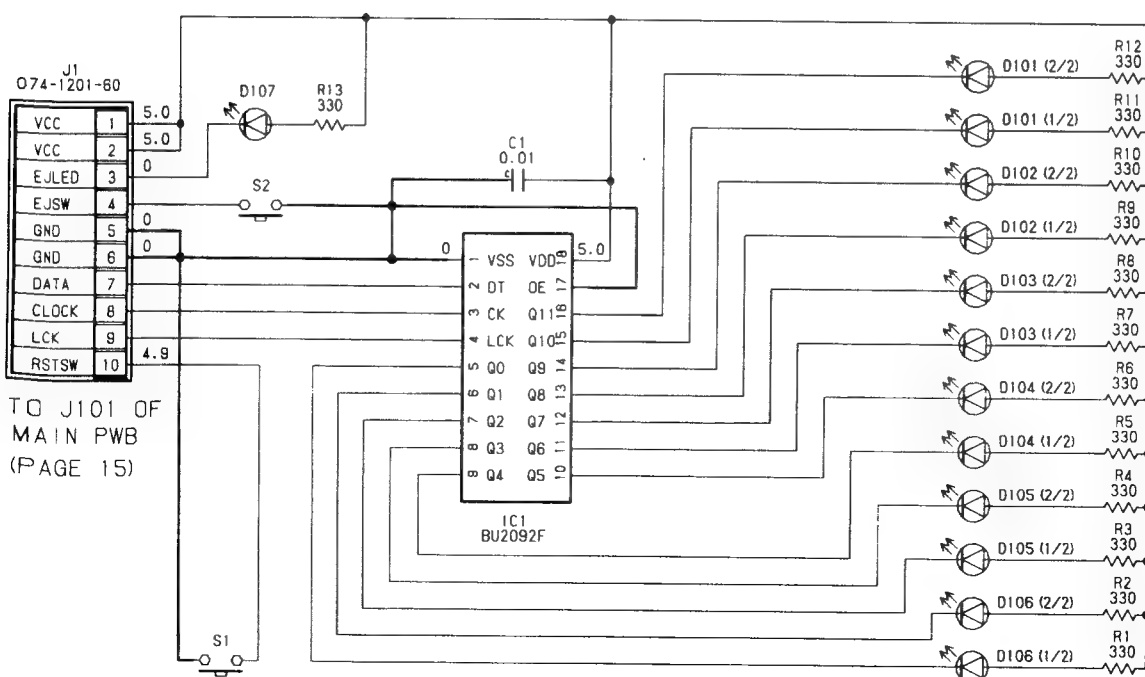 J1
074-1201-60
VCC 1 5.0
VCC 2 5.0
EJLED 3 0
EJSW 4
GND 5 0
GND 6 0
DATA 7
CLOCK 8
LCK 9
RSTSW 10 4.9
TO J101 OF
MAIN PWB
(PAGE 15)
D107
R13
330
S2
C1
0.01
c
S1
0
5.0
1 VSS VDD 18
2 DT OE 17
3 CK Q11 16
4 LCK Q10 15
5 Q0 Q9 14
6 Q1 Q8 13
7 Q2 Q7 12
8 Q3 Q6 11
9 Q4 Q5 10
IC1
BU2092F
D101 (2/2) R12 330
D101 (1/2) R11 330
D102 (2/2) R10 330
D102 (1/2) R9 330
D103 (2/2) R8 330
D103 (1/2) R7 330
D104 (2/2) R6 330
D104 (1/2) R5 330
D105 (2/2) R4 330
D105 (1/2) R3 330
D106 (2/2) R2 330
D106 (1/2) R1 330